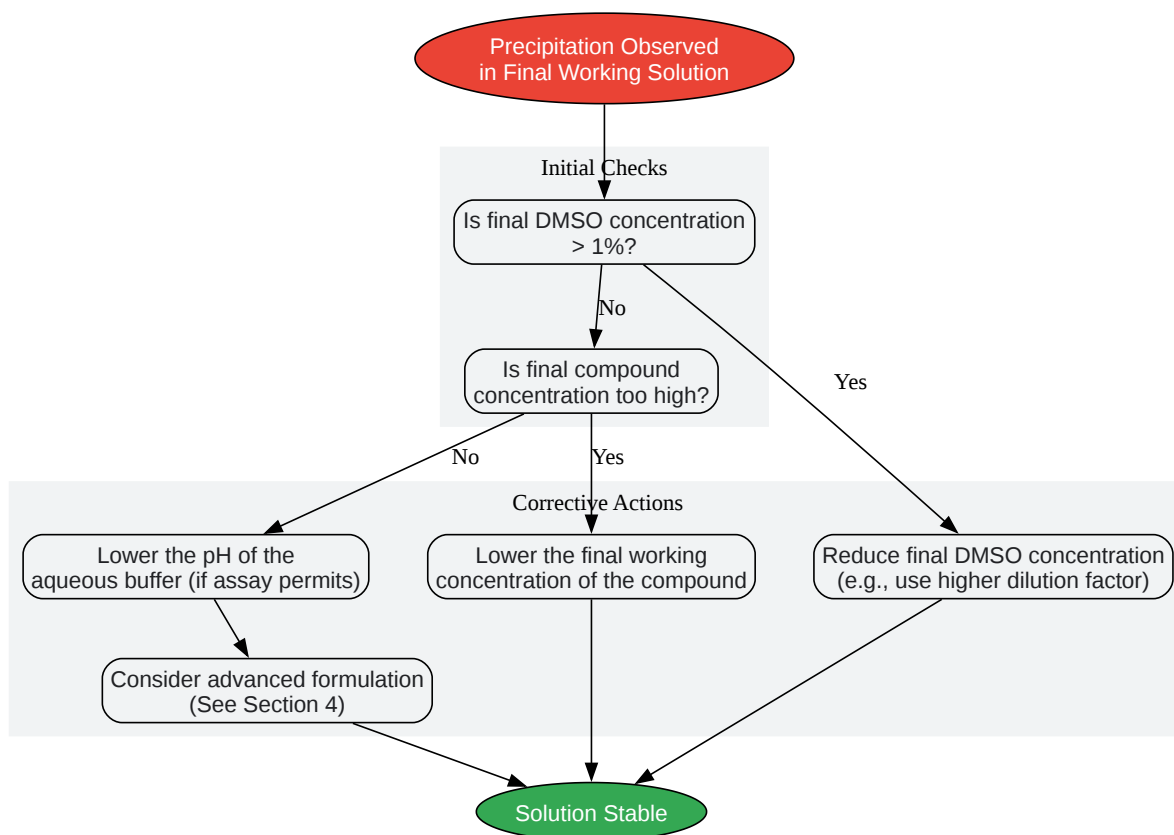 Precipitation Observed
in Final Working Solution
Initial Checks
Is final DMSO concentration
> 1%?
No
Is final compound
concentration too high?
Yes
No
Yes
Corrective Actions
Lower the pH of the
aqueous buffer (if assay permits)
Lower the final working
concentration of the compound
Reduce final DMSO concentration
(e.g., use higher dilution factor)
Consider advanced formulation
(See Section 4)
Solution Stable